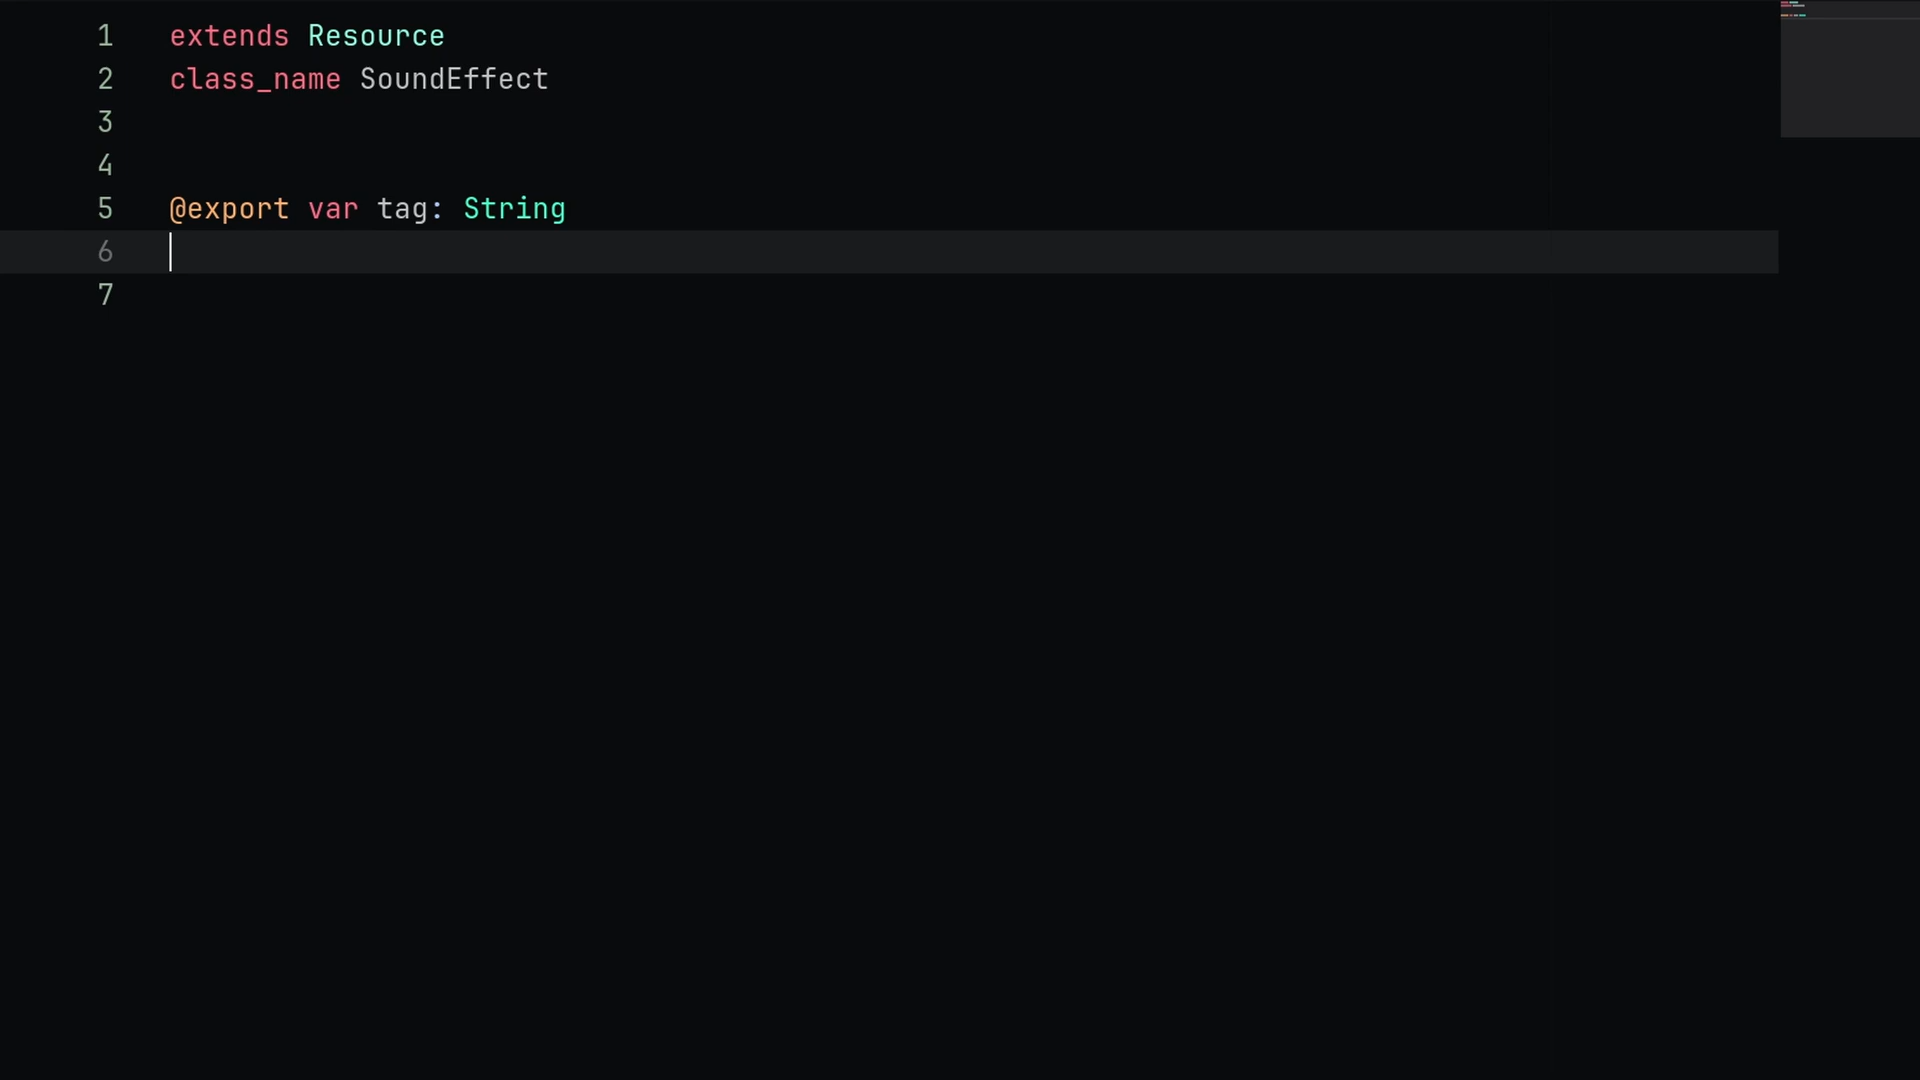 1 extends Resource
2 class_name SoundEffect
3
4
5 @export var tag: String
6
7